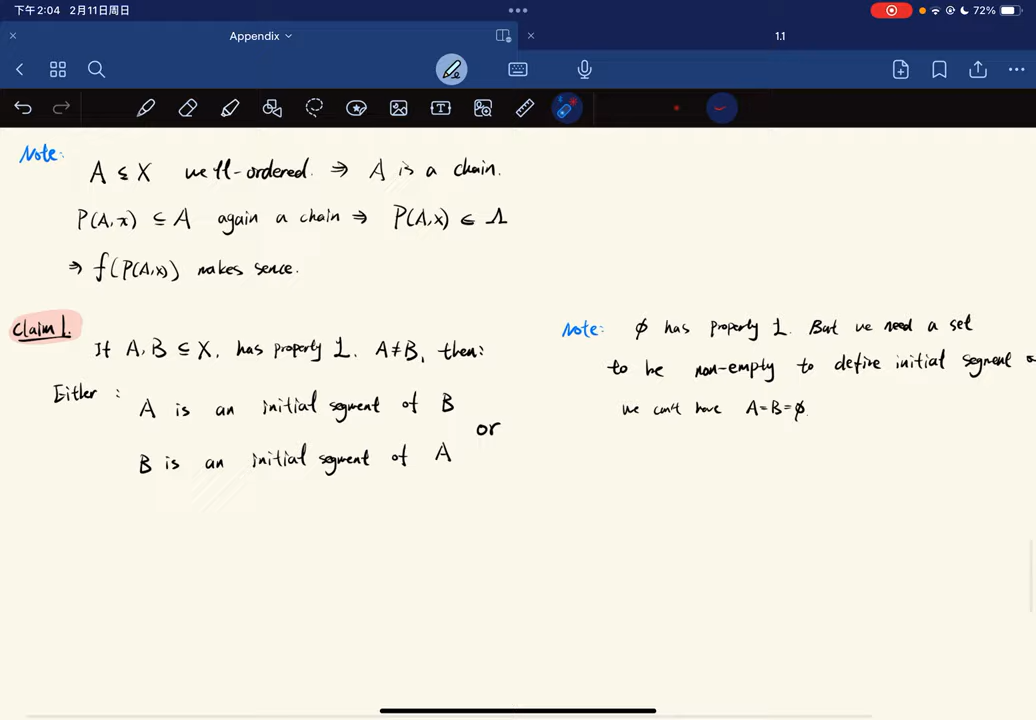 下午2:04 2月11日周日
72%
Appendix
1.1
Note:
A ⊆ X well-ordered. ⇒ A is a chain.
P(A,x) ⊆ A again a chain ⇒ P(A,x) ∈ Λ
⇒ f(P(A,x)) makes sence.
Claim 1.
If A, B ⊆ X, has property L. A≠B, then:
Either:
A is an initial segment of B
or
B is an initial segment of A
Note: ∅ has property L. But we need a set
to be non-empty to define initial segment
We can't have A=B=∅.